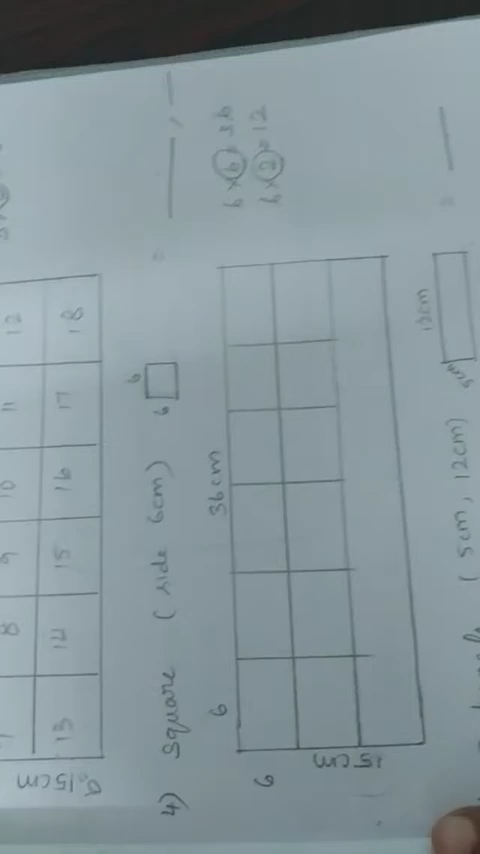 7 8 9 10 11 12
13 14 15 16 17 18
15cm
4) square (side 6cm) 6 6 = ,
6 36cm 6×6=36
6 6×2=12
15cm
(5cm, 12cm) 5cm 12cm =